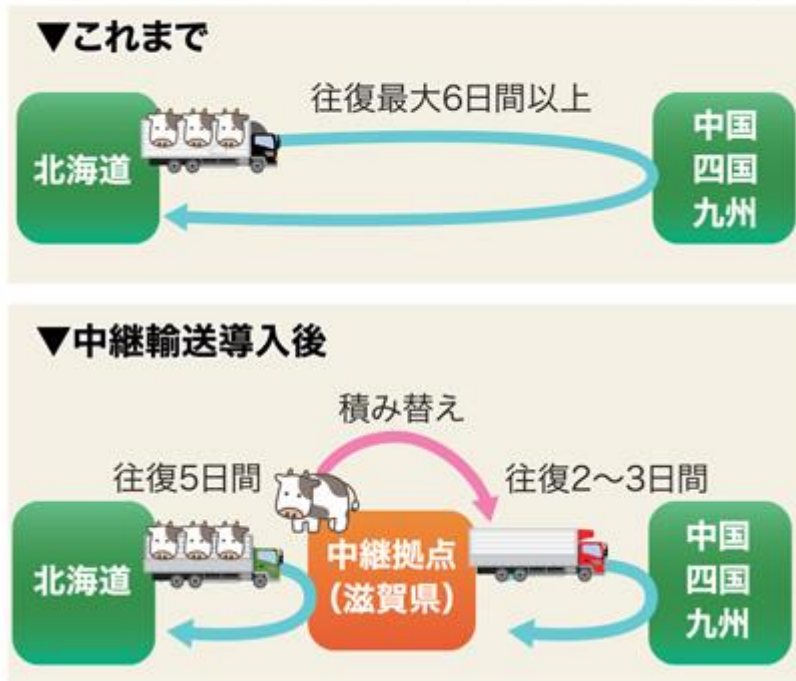 ▼これまで
往復最大6日間以上
北海道
中国
四国
九州
▼中継輸送導入後
積み替え
往復5日間
往復2〜3日間
北海道
中継拠点
(滋賀県)
中国
四国
九州